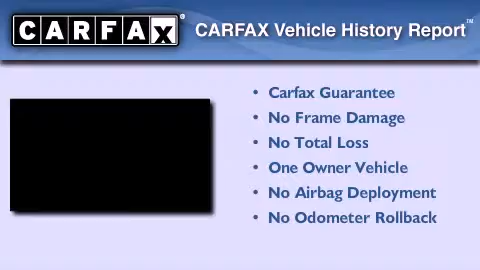 CARFAX® CARFAX Vehicle History Report™
• Carfax Guarantee
• No Frame Damage
• No Total Loss
• One Owner Vehicle
• No Airbag Deployment
• No Odometer Rollback